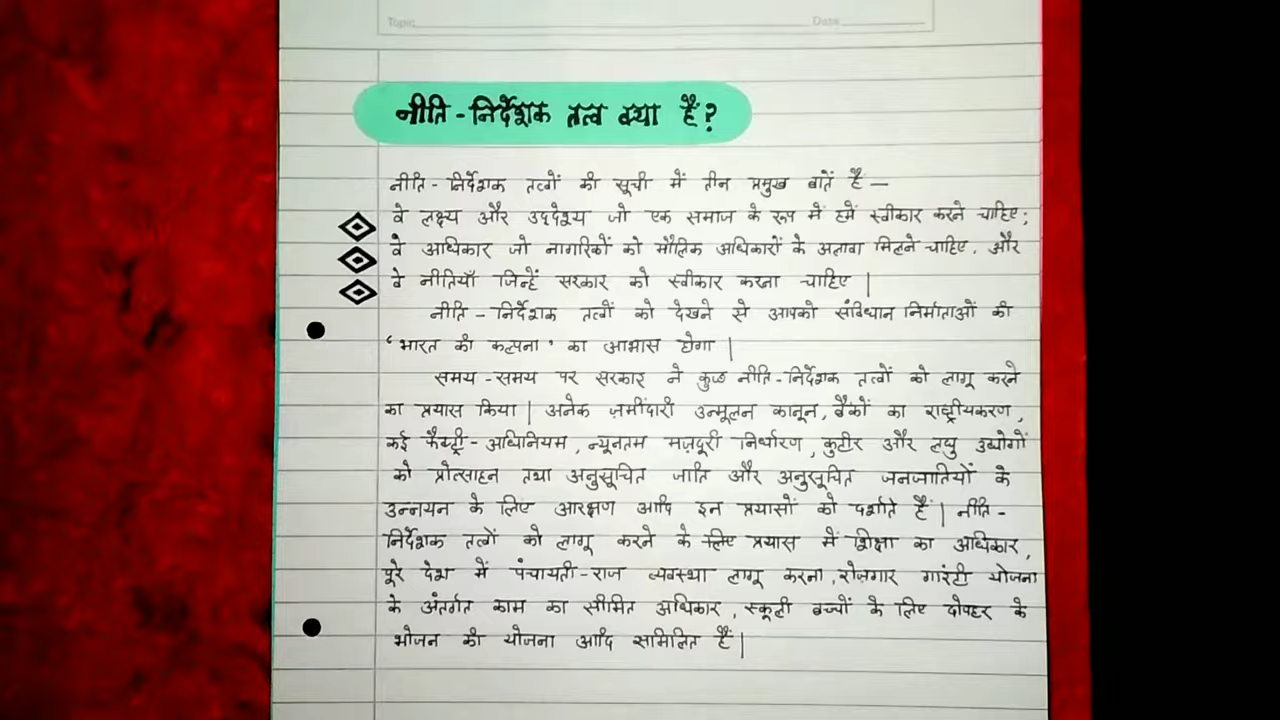 Topic
Date
नीति-निर्देशक तत्व क्या है?
नीति-निर्देशक तत्वों की सूची में तीन प्रमुख बातें हैं —
वे लक्ष्य और उद्देश्य जो एक समाज के रूप में हमें स्वीकार करने चाहिए;
वे अधिकार जो नागरिकों को मौलिक अधिकारों के अलावा मिलने चाहिए, और
वे नीतियाँ जिन्हें सरकार को स्वीकार करना चाहिए |
नीति-निर्देशक तत्वों को देखने से आपको संविधान निर्माताओं की
'भारत की कल्पना' का आभास होगा |
समय-समय पर सरकार ने कुछ नीति-निर्देशक तत्वों को लागू करने
का प्रयास किया | अनेक ज़मींदारी उन्मूलन कानून, बैंकों का राष्ट्रीयकरण,
कई फैक्ट्री-अधिनियम, न्यूनतम मज़दूरी निर्धारण, कुटीर और लघु उद्योगों
को प्रोत्साहन तथा अनुसूचित जाति और अनुसूचित जनजातियों के
उन्नयन के लिए आरक्षण आदि इन प्रयासों को दर्शाते हैं | नीति-
निर्देशक तत्वों को लागू करने के लिए प्रयास में शिक्षा का अधिकार,
पूरे देश में पंचायती-राज व्यवस्था लागू करना, रोज़गार गारंटी योजना
के अंतर्गत काम का सीमित अधिकार, स्कूली बच्चों के लिए दोपहर के
भोजन की योजना आदि समिलित हैं |